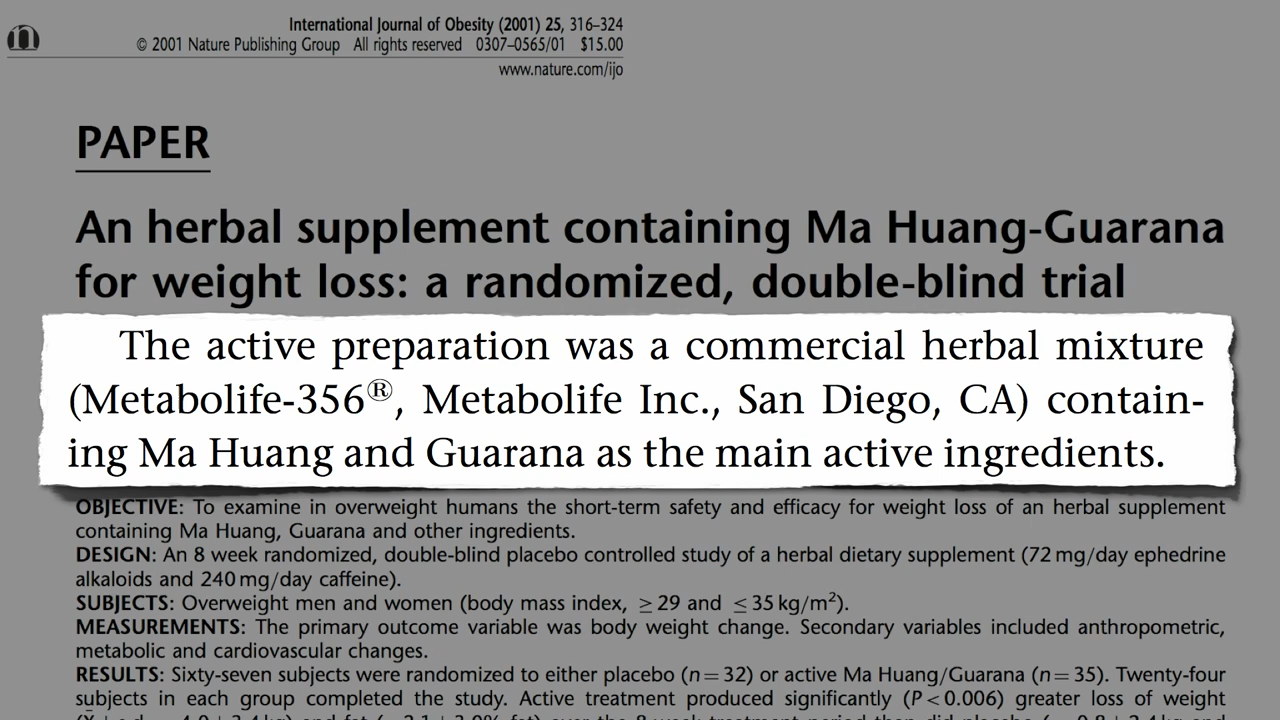 International Journal of Obesity (2001) 25, 316–324
n
© 2001 Nature Publishing Group All rights reserved 0307–0565/01 $15.00
www.nature.com/ijo
PAPER
An herbal supplement containing Ma Huang-Guarana
for weight loss: a randomized, double-blind trial
The active preparation was a commercial herbal mixture
(Metabolife-356®, Metabolife Inc., San Diego, CA) contain-
ing Ma Huang and Guarana as the main active ingredients.
OBJECTIVE: To examine in overweight humans the short-term safety and efficacy for weight loss of an herbal supplement
containing Ma Huang, Guarana and other ingredients.
DESIGN: An 8 week randomized, double-blind placebo controlled study of a herbal dietary supplement (72 mg/day ephedrine
alkaloids and 240 mg/day caffeine).
SUBJECTS: Overweight men and women (body mass index, ≥29 and ≤35 kg/m²).
MEASUREMENTS: The primary outcome variable was body weight change. Secondary variables included anthropometric,
metabolic and cardiovascular changes.
RESULTS: Sixty-seven subjects were randomized to either placebo (n=32) or active Ma Huang/Guarana (n=35). Twenty-four
subjects in each group completed the study. Active treatment produced significantly (P<0.006) greater loss of weight